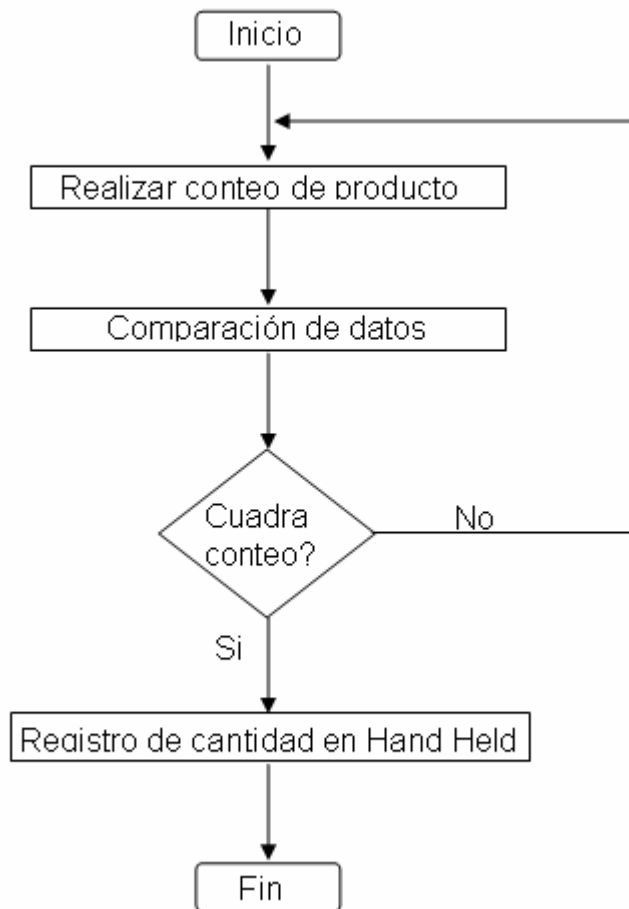 Inicio
Realizar conteo de producto
Comparación de datos
Cuadra
conteo?
No
Si
Registro de cantidad en Hand Held
Fin